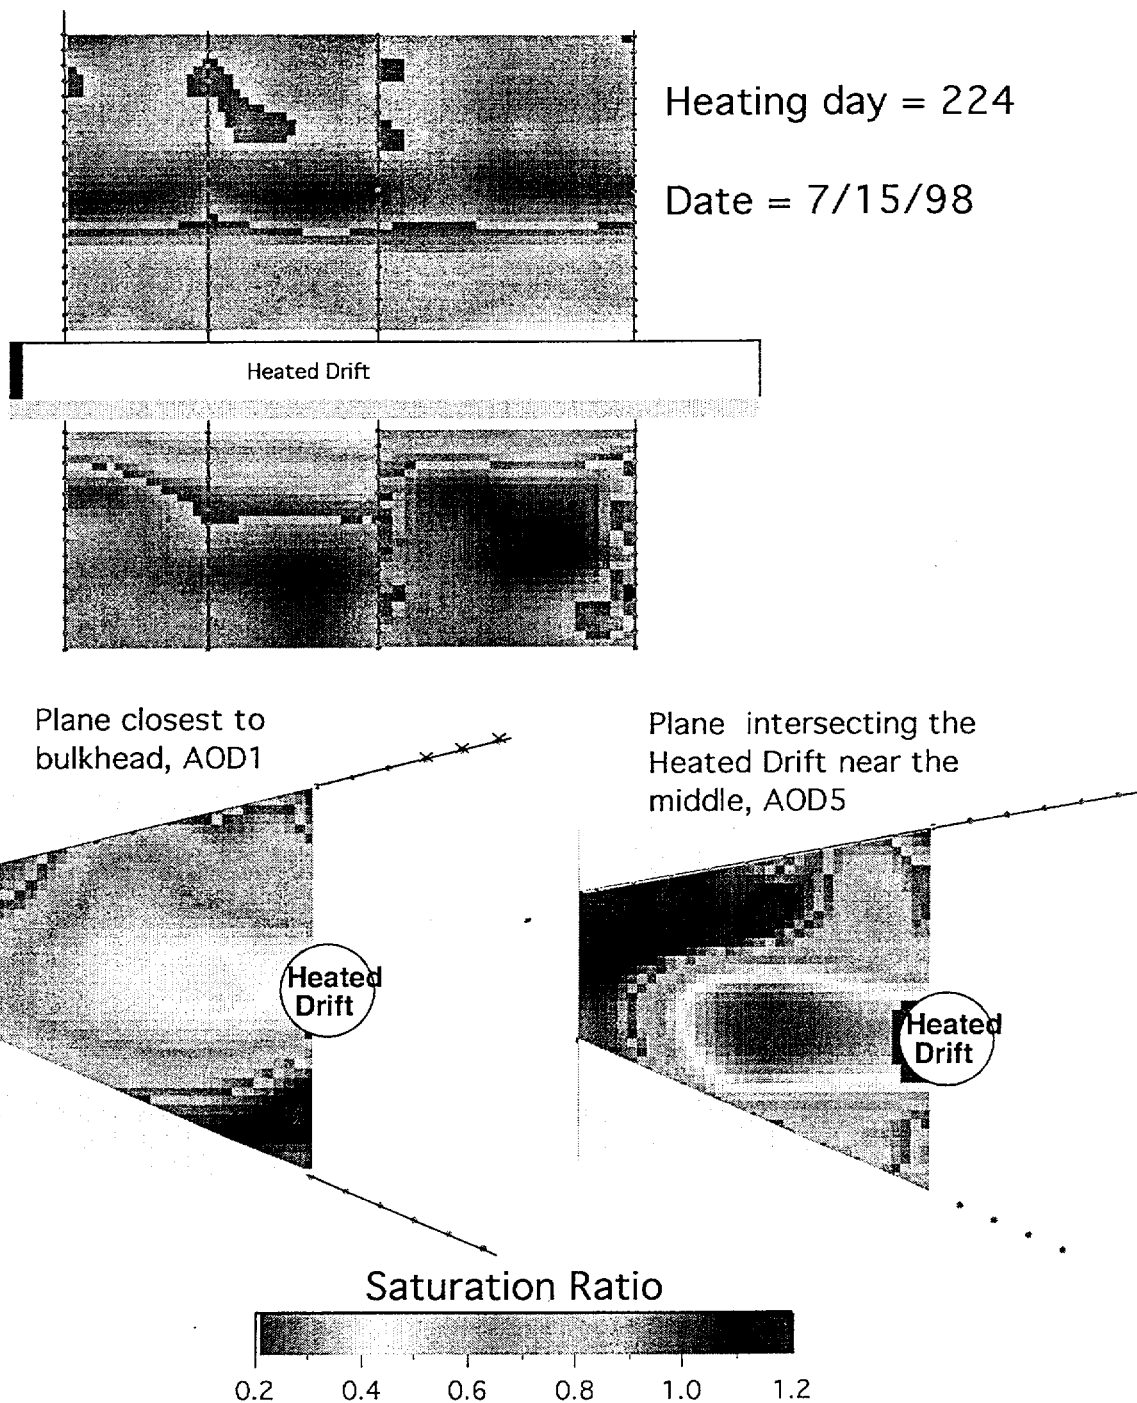 Heating day = 224
Date = 7/15/98
Heated Drift
Plane closest to
bulkhead, AOD1
Plane intersecting the
Heated Drift near the
middle, AOD5
Heated
Drift
Heated
Drift
Saturation Ratio
0.2 0.4 0.6 0.8 1.0 1.2